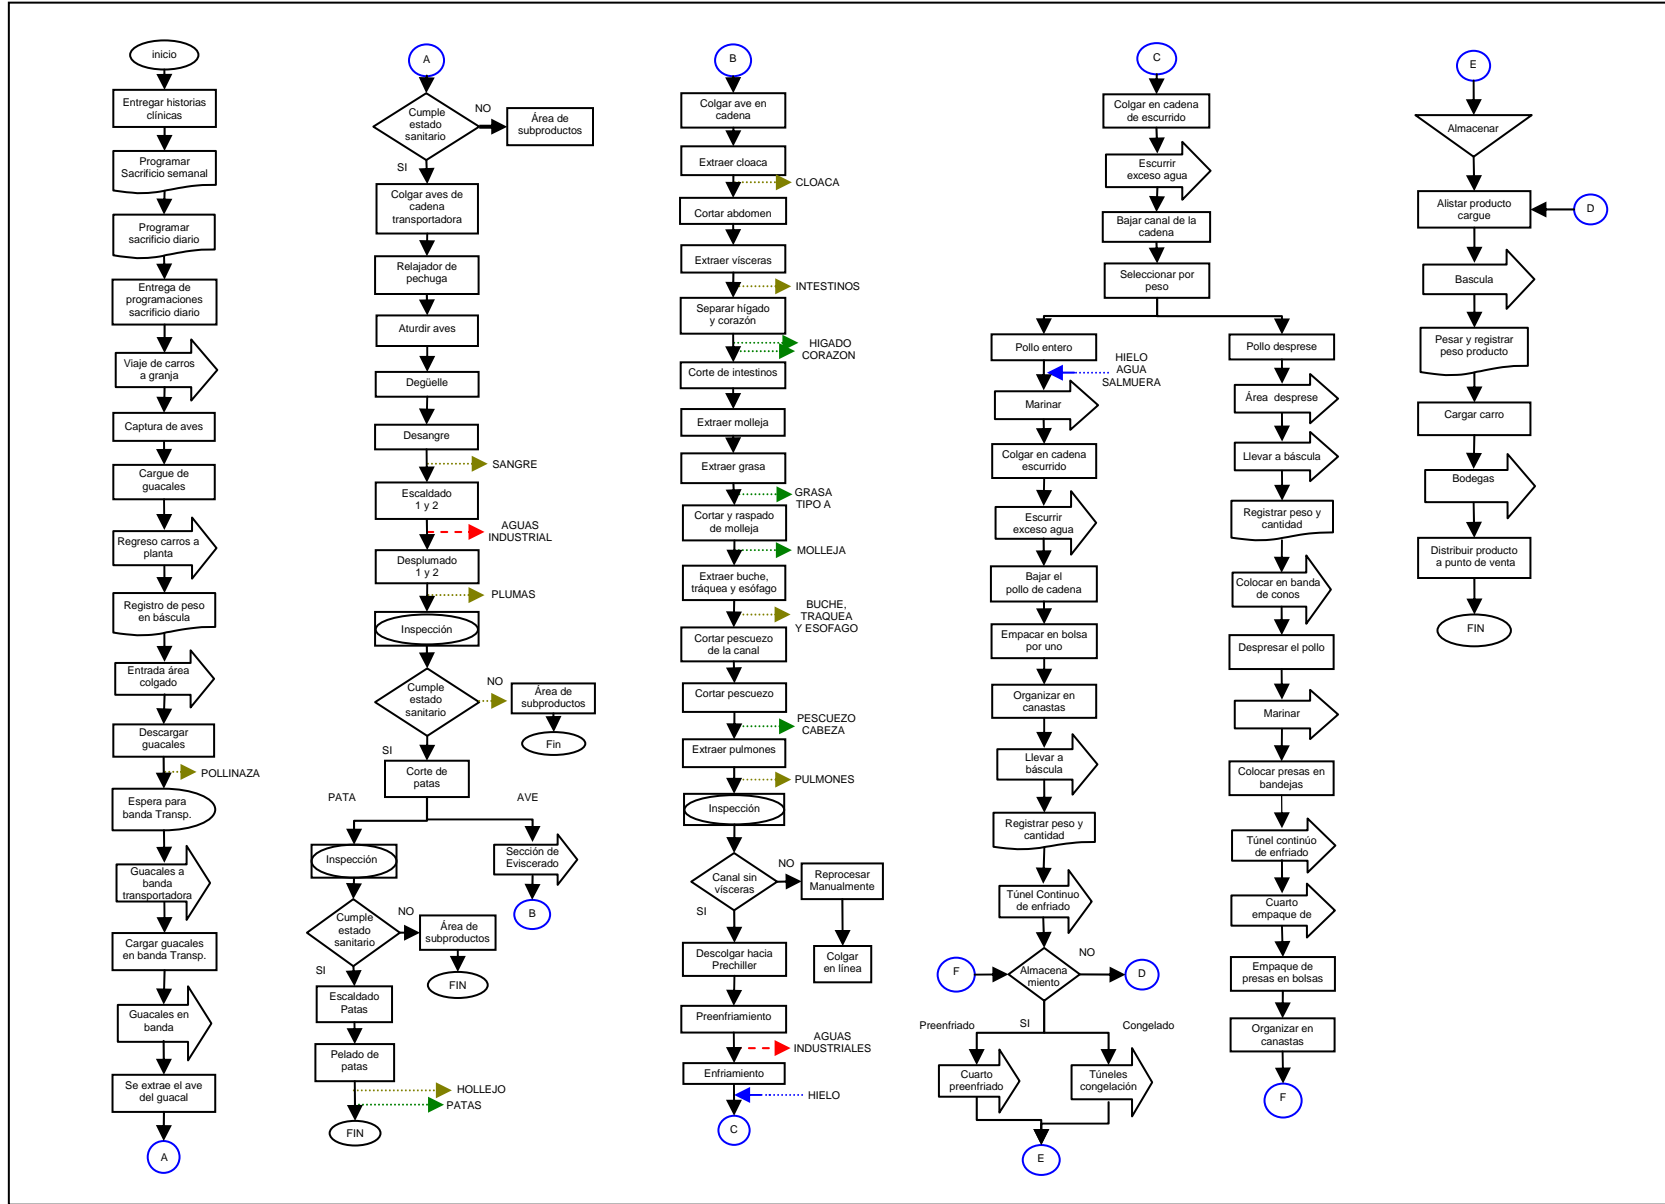 inicio
Entregar historias
clínicas
Programar
Sacrificio semanal
Programar
sacrificio diario
Entrega de
programaciones
sacrificio diario
Viaje de carros
a granja
Captura de aves
Cargue de
guacales
Regreso carros a
planta
Registro de peso
en báscula
Entrada área
colgado
Descargar
guacales
POLLINAZA
Espera para
banda Transp.
Guacales a
banda
transportadora
Cargar guacales
en banda Transp.
Guacales en
banda
Se extrae el ave
del guacal
A
A
Cumple
estado
sanitario
NO
Área de
subproductos
SI
Colgar aves de
cadena
transportadora
Relajador de
pechuga
Aturdir aves
Degüelle
Desangre
SANGRE
Escaldado
1 y 2
AGUAS
INDUSTRIAL
Desplumado
1 y 2
PLUMAS
Inspección
Cumple
estado
sanitario
NO
Área de
subproductos
Fin
SI
Corte de
patas
PATA
AVE
Inspección
Sección de
Eviscerado
B
Cumple
estado
sanitario
NO
Área de
subproductos
FIN
SI
Escaldado
Patas
Pelado de
patas
HOLLEJO
PATAS
FIN
B
Colgar ave en
cadena
Extraer cloaca
CLOACA
Cortar abdomen
Extraer vísceras
INTESTINOS
Separar hígado
y corazón
HIGADO
CORAZON
Corte de intestinos
Extraer molleja
Extraer grasa
GRASA
TIPO A
Cortar y raspado
de molleja
MOLLEJA
Extraer buche,
tráquea y esófago
BUCHE,
TRAQUEA
Y ESOFAGO
Cortar pescuezo
de la canal
Cortar pescuezo
PESCUEZO
CABEZA
Extraer pulmones
PULMONES
Inspección
Canal sin
vísceras
NO
Reprocesar
Manualmente
Colgar
en línea
SI
Descolgar hacia
Prechiller
Preenfriamiento
AGUAS
INDUSTRIALES
Enfriamiento
HIELO
C
C
Colgar en cadena
de escurrido
Escurrir
exceso agua
Bajar canal de la
cadena
Seleccionar por
peso
Pollo entero
HIELO
AGUA
SALMUERA
Marinar
Colgar en cadena
escurrido
Escurrir
exceso agua
Bajar el
pollo de cadena
Empacar en bolsa
por uno
Organizar en
canastas
Llevar a
báscula
Registrar peso y
cantidad
Túnel Continuo
de enfriado
F
Almacena
miento
NO
D
SI
Preenfriado
Congelado
Cuarto
preenfriado
Túneles
congelación
E
Pollo desprese
Área  desprese
Llevar a báscula
Registrar peso y
cantidad
Colocar en banda
de conos
Despresar el pollo
Marinar
Colocar presas en
bandejas
Túnel continúo
de enfriado
Cuarto
empaque de
Empaque de
presas en bolsas
Organizar en
canastas
F
E
Almacenar
Alistar producto
cargue
D
Bascula
Pesar y registrar
peso producto
Cargar carro
Bodegas
Distribuir producto
a punto de venta
FIN